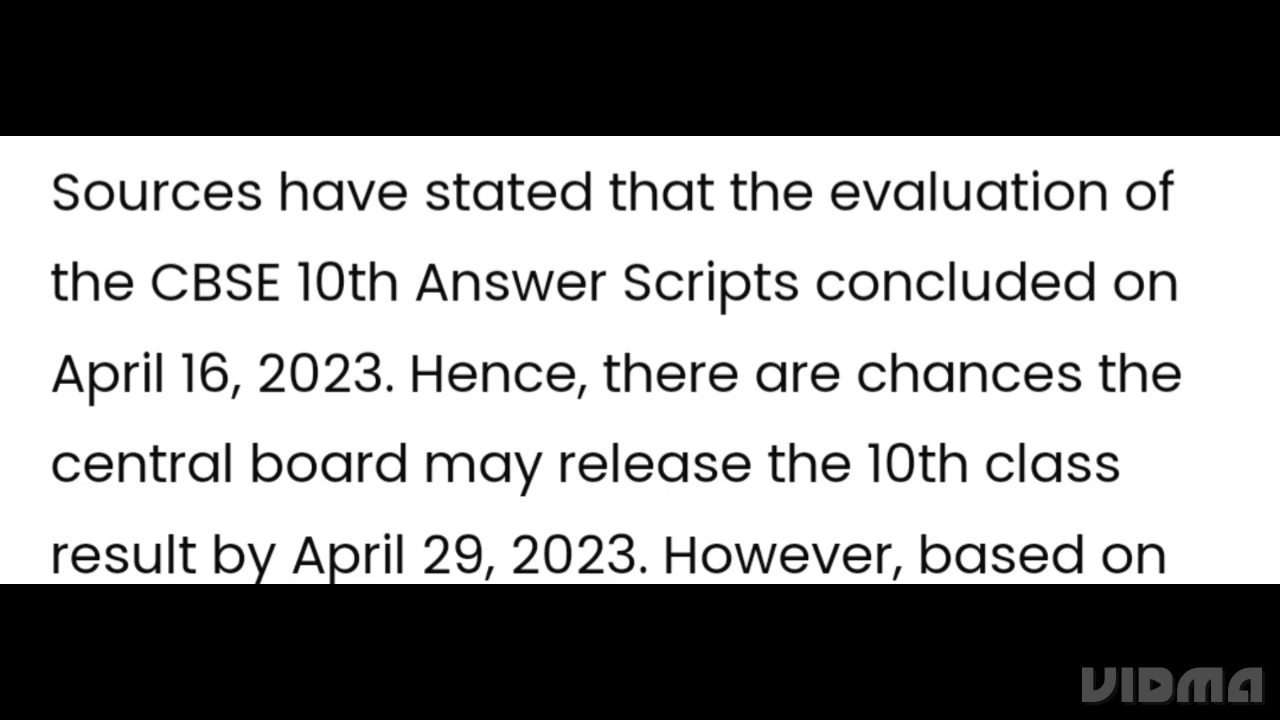 Sources have stated that the evaluation of
the CBSE 10th Answer Scripts concluded on
April 16, 2023. Hence, there are chances the
central board may release the 10th class
result by April 29, 2023. However, based on
VIDMA